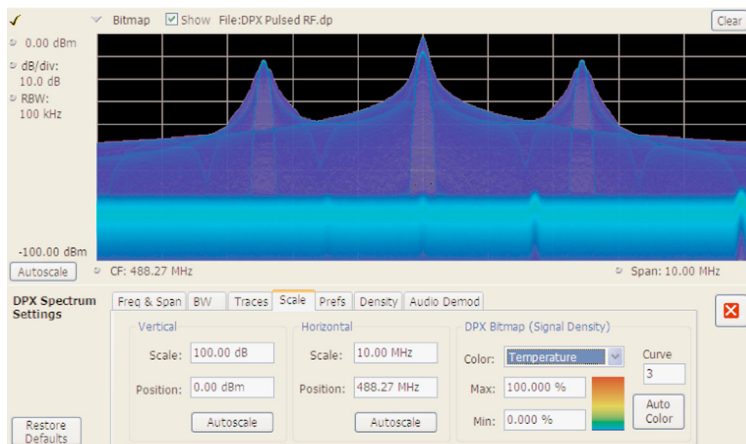 Bitmap Show File:DPX Pulsed RF.dp Clear
0.00 dBm
dB/div:
10.0 dB
RBW:
100 kHz
-100.00 dBm
Autoscale CF: 488.27 MHz Span: 10.00 MHz
DPX Spectrum
Settings
Freq & Span BW Traces Scale Prefs Density Audio Demod
Vertical
Scale: 100.00 dB
Position: 0.00 dBm
Autoscale
Horizontal
Scale: 10.00 MHz
Position: 488.27 MHz
Autoscale
DPX Bitmap (Signal Density)
Color: Temperature
Max: 100.000 %
Min: 0.000 %
Curve
3
Auto
Color
Restore
Defaults